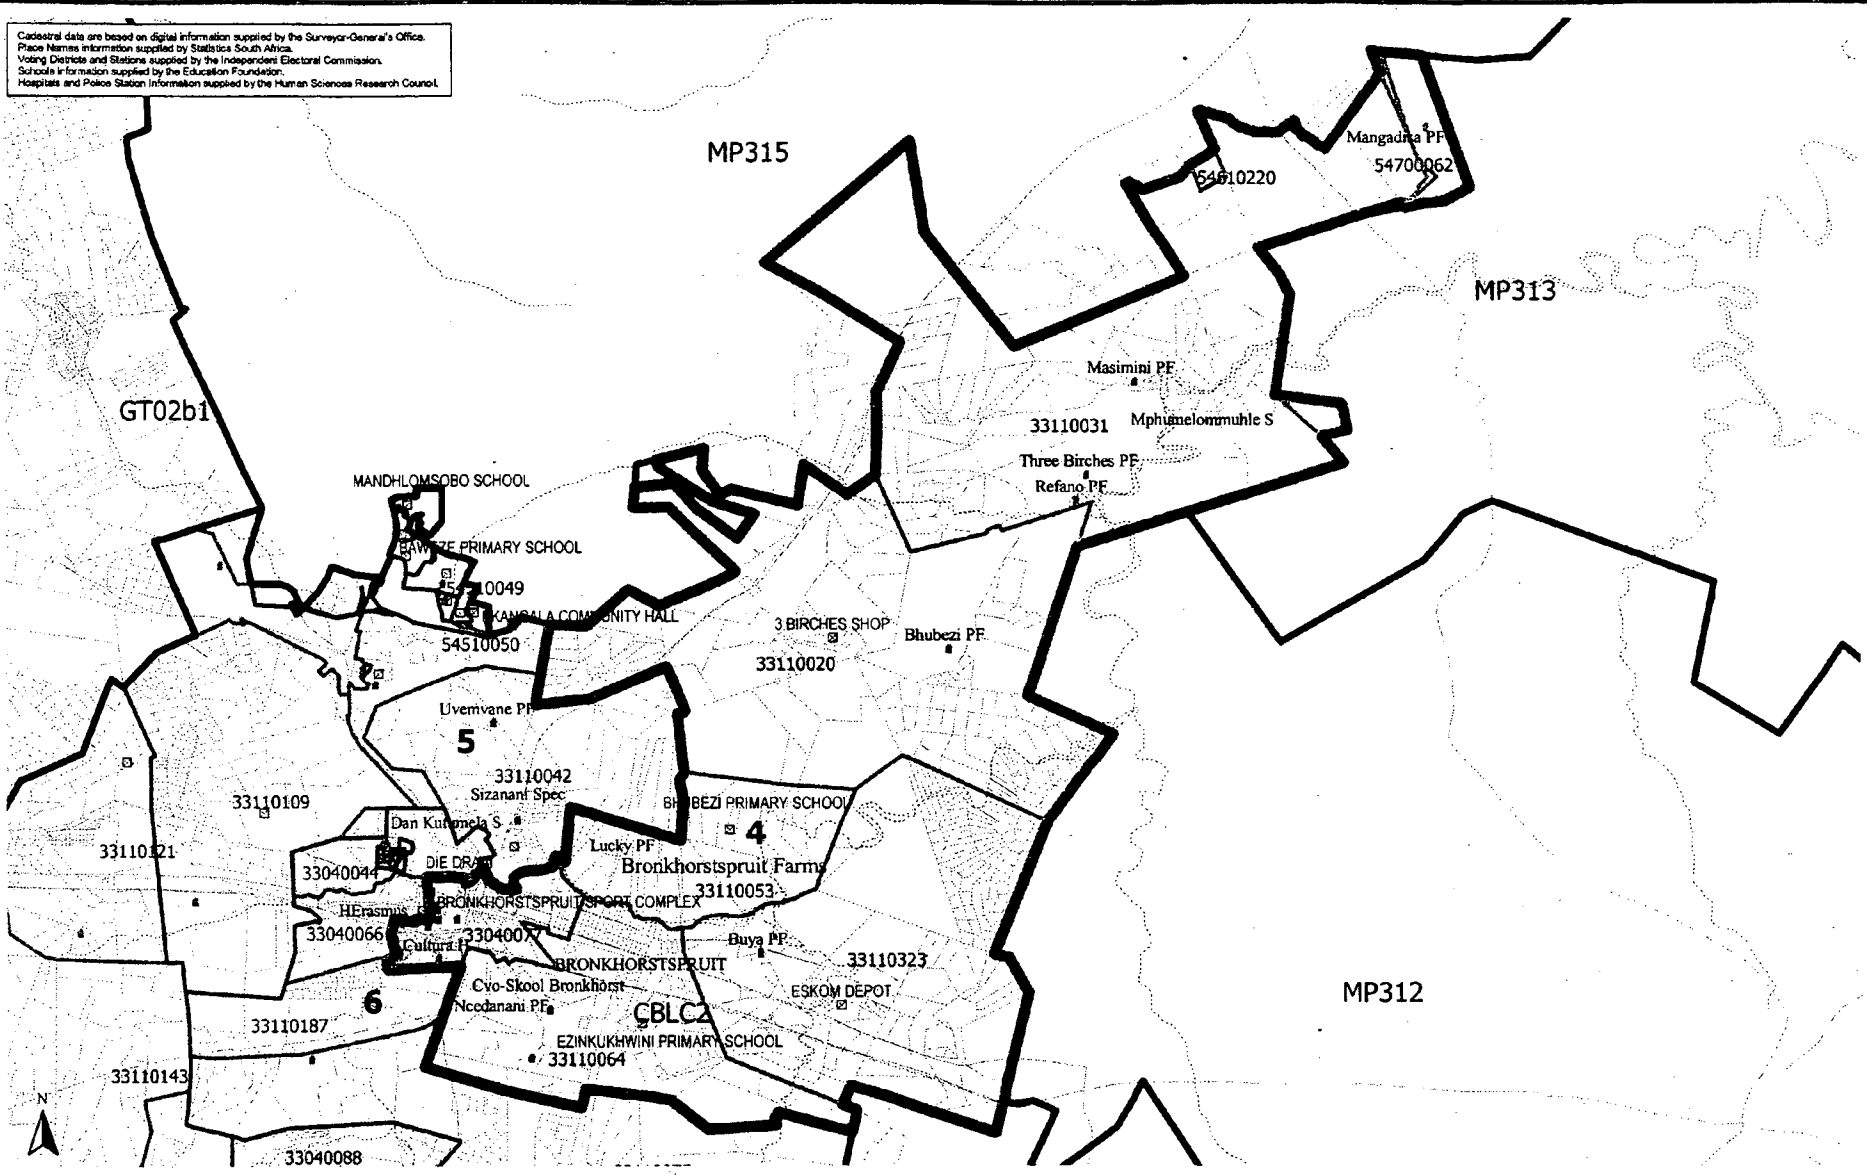 Cadastral data are based on digital information supplied by the Surveyor-General's Office.
Place Names information supplied by Statistics South Africa.
Voting Districts and Stations supplied by the Independent Electoral Commission.
Schools information supplied by the Education Foundation.
Hospitals and Police Station Information supplied by the Human Sciences Research Council.
MP315
Mangadisa PF
54700062
54610220
MP313
GT02b1
Masimini PF
33110031
Mphumelommuhle S
Three Birches PF
Refano PF
MANDHLOMSOBO SCHOOL
PRIMARY SCHOOL
54510049
COMMUNITY HALL
54510050
3 BIRCHES SHOP
Bhubezi PF
33110020
Uvemvane PF
5
33110042
Sizanani Spec
33110109
BHUBEZI PRIMARY SCHOOL
4
Dan Kutumela S
33110121
DIE DRAAI
Lucky PF
Bronkhorstspruit Farms
33040044
33110053
HErasmus
BRONKHORSTSPRUIT SPORT COMPLEX
33040066
33040077
Cultura H
Buya PF
33110323
BRONKHORSTSPRUIT
Cvo-Skool Bronkhorst
ESKOM DEPOT
MP312
6
Ncedanani PF
CBLC2
33110187
EZINKUKHWINI PRIMARY SCHOOL
33110064
33110143
N
33040088